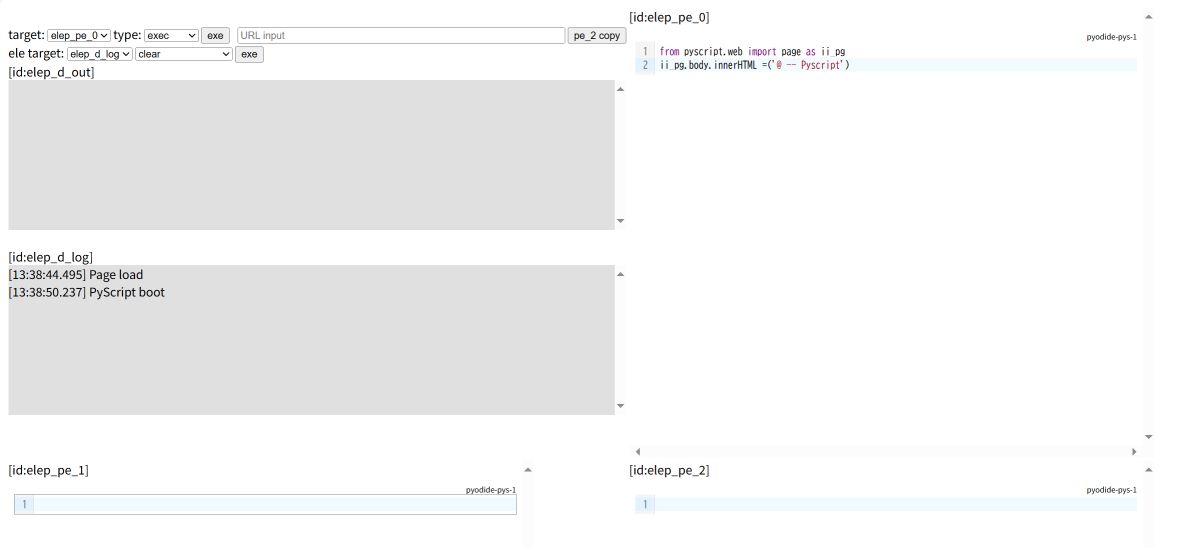 target: elep_pe_0 type: exec exe URL input pe_2 copy
ele target: elep_d_log clear exe
[id:elep_d_out]
[id:elep_d_log]
[13:38:44.495] Page load
[13:38:50.237] PyScript boot
[id:elep_pe_0]
pyodide-pys-1
1 from pyscript.web import page as ii_pg
2 ii_pg.body.innerHTML =('@ -- Pyscript')
[id:elep_pe_1]
pyodide-pys-1
1
[id:elep_pe_2]
pyodide-pys-1
1